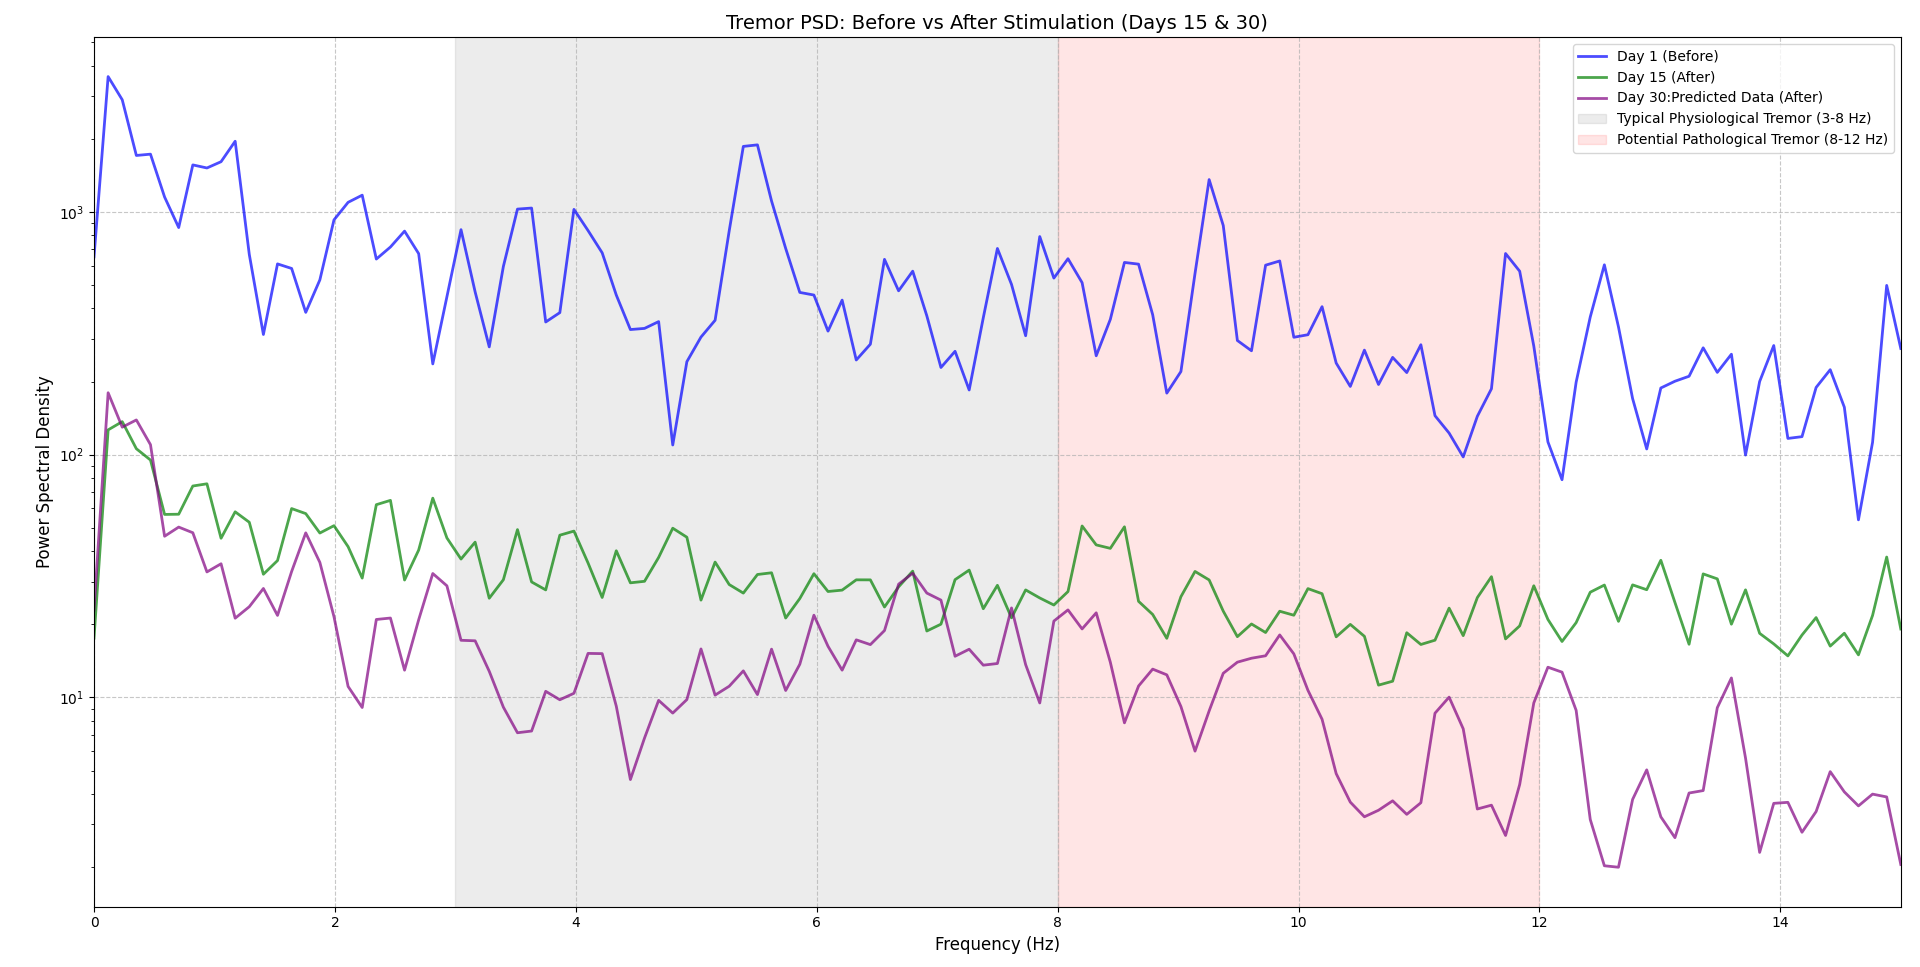 Tremor PSD: Before vs After Stimulation (Days 15 & 30)
Day 1 (Before)
Day 15 (After)
Day 30:Predicted Data (After)
Typical Physiological Tremor (3-8 Hz)
Potential Pathological Tremor (8-12 Hz)
Power Spectral Density
10³
10²
10¹
0 2 4 6 8 10 12 14
Frequency (Hz)